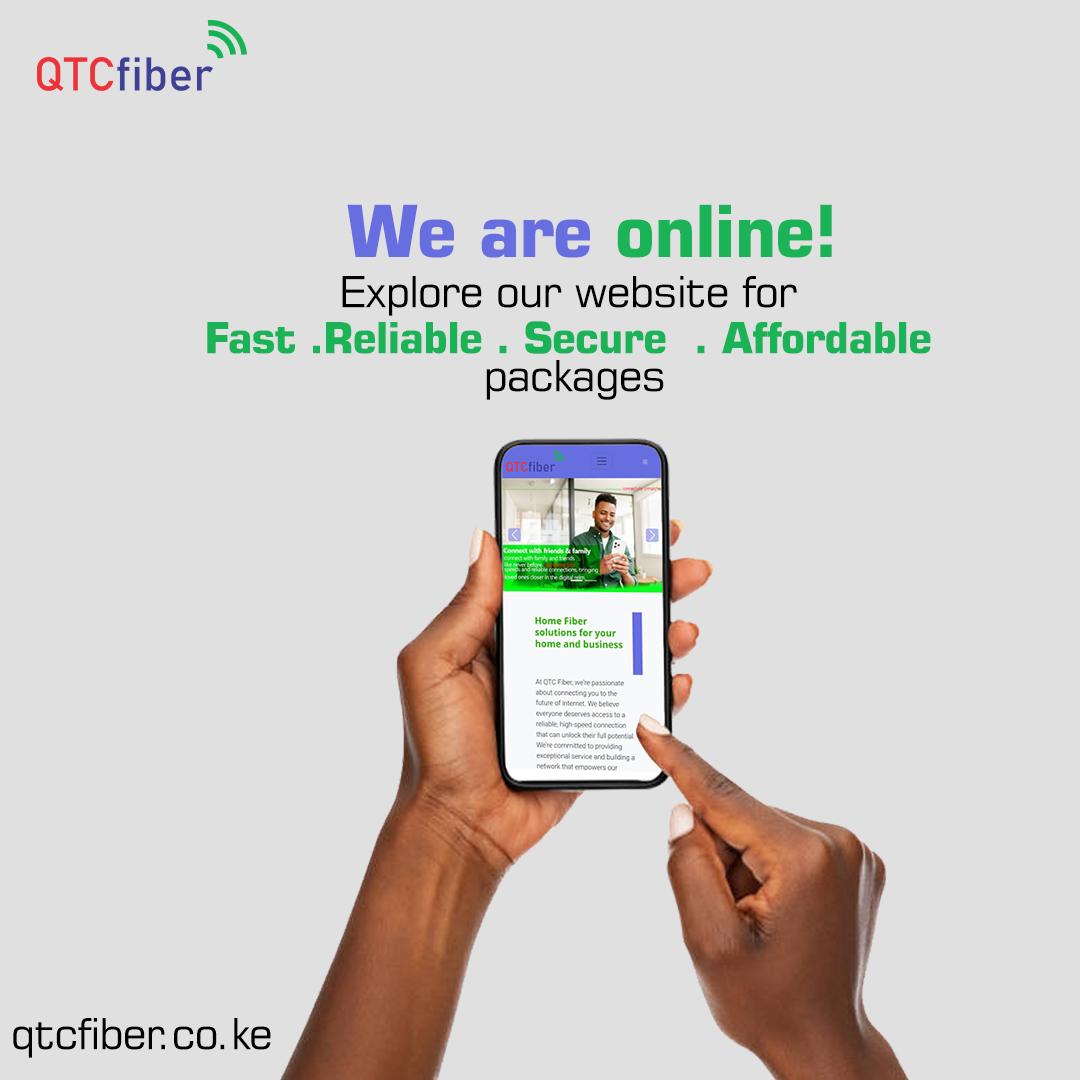 QTCfiber
We are online!
Explore our website for
Fast .Reliable . Secure . Affordable
packages
QTCfiber
Connect with friends & family
connect with family and friends
like never before.
speeds and reliable connections, bringing
loved ones closer in the digital
Home Fiber
solutions for your
home and business
At QTC Fiber, we're passionate
about connecting you to the
future of internet. We believe
everyone deserves access to a
reliable, high-speed connection
that can unlock their full potential.
We're committed to providing
exceptional service and building a
network that empowers our
qtcfiber.co.ke